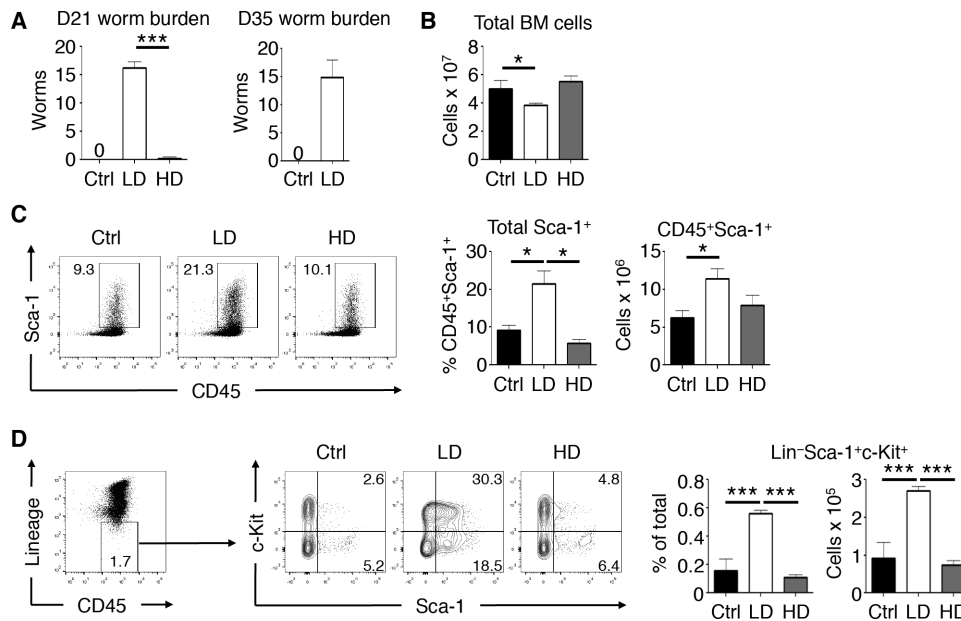 A
D21 worm burden
D35 worm burden
***
Worms
20
15
10
5
0
0
Ctrl LD HD
Worms
20
15
10
5
0
0
Ctrl LD
B
Total BM cells
*
Cells x 10⁷
8
6
4
2
0
Ctrl LD HD
C
Ctrl LD HD
Sca-1
9.3
21.3
10.1
CD45
Total Sca-1⁺
* *
% CD45⁺Sca-1⁺
30
20
10
0
Ctrl LD HD
CD45⁺Sca-1⁺
*
Cells x 10⁶
15
10
5
0
Ctrl LD HD
D
Lineage
1.7
CD45
Ctrl LD HD
c-Kit
2.6
5.2
30.3
18.5
4.8
6.4
Sca-1
Lin⁻Sca-1⁺c-Kit⁺
*** ***
% of total
0.8
0.6
0.4
0.2
0
Ctrl LD HD
*** ***
Cells x 10⁵
3
2
1
0
Ctrl LD HD